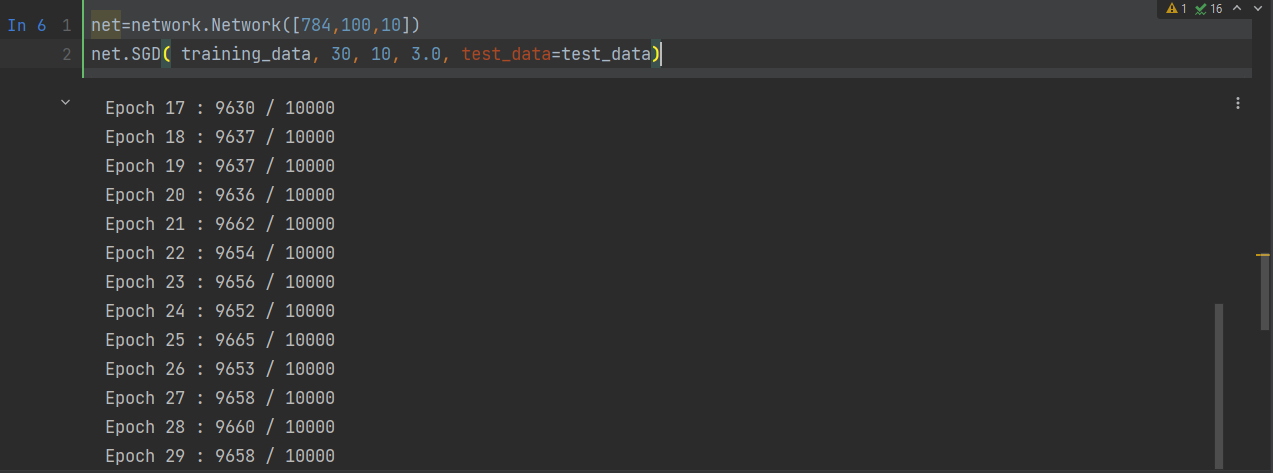 In 6 1 net=network.Network([784,100,10]) 1 16
2 net.SGD( training_data, 30, 10, 3.0, test_data=test_data)
Epoch 17 : 9630 / 10000
Epoch 18 : 9637 / 10000
Epoch 19 : 9637 / 10000
Epoch 20 : 9636 / 10000
Epoch 21 : 9662 / 10000
Epoch 22 : 9654 / 10000
Epoch 23 : 9656 / 10000
Epoch 24 : 9652 / 10000
Epoch 25 : 9665 / 10000
Epoch 26 : 9653 / 10000
Epoch 27 : 9658 / 10000
Epoch 28 : 9660 / 10000
Epoch 29 : 9658 / 10000